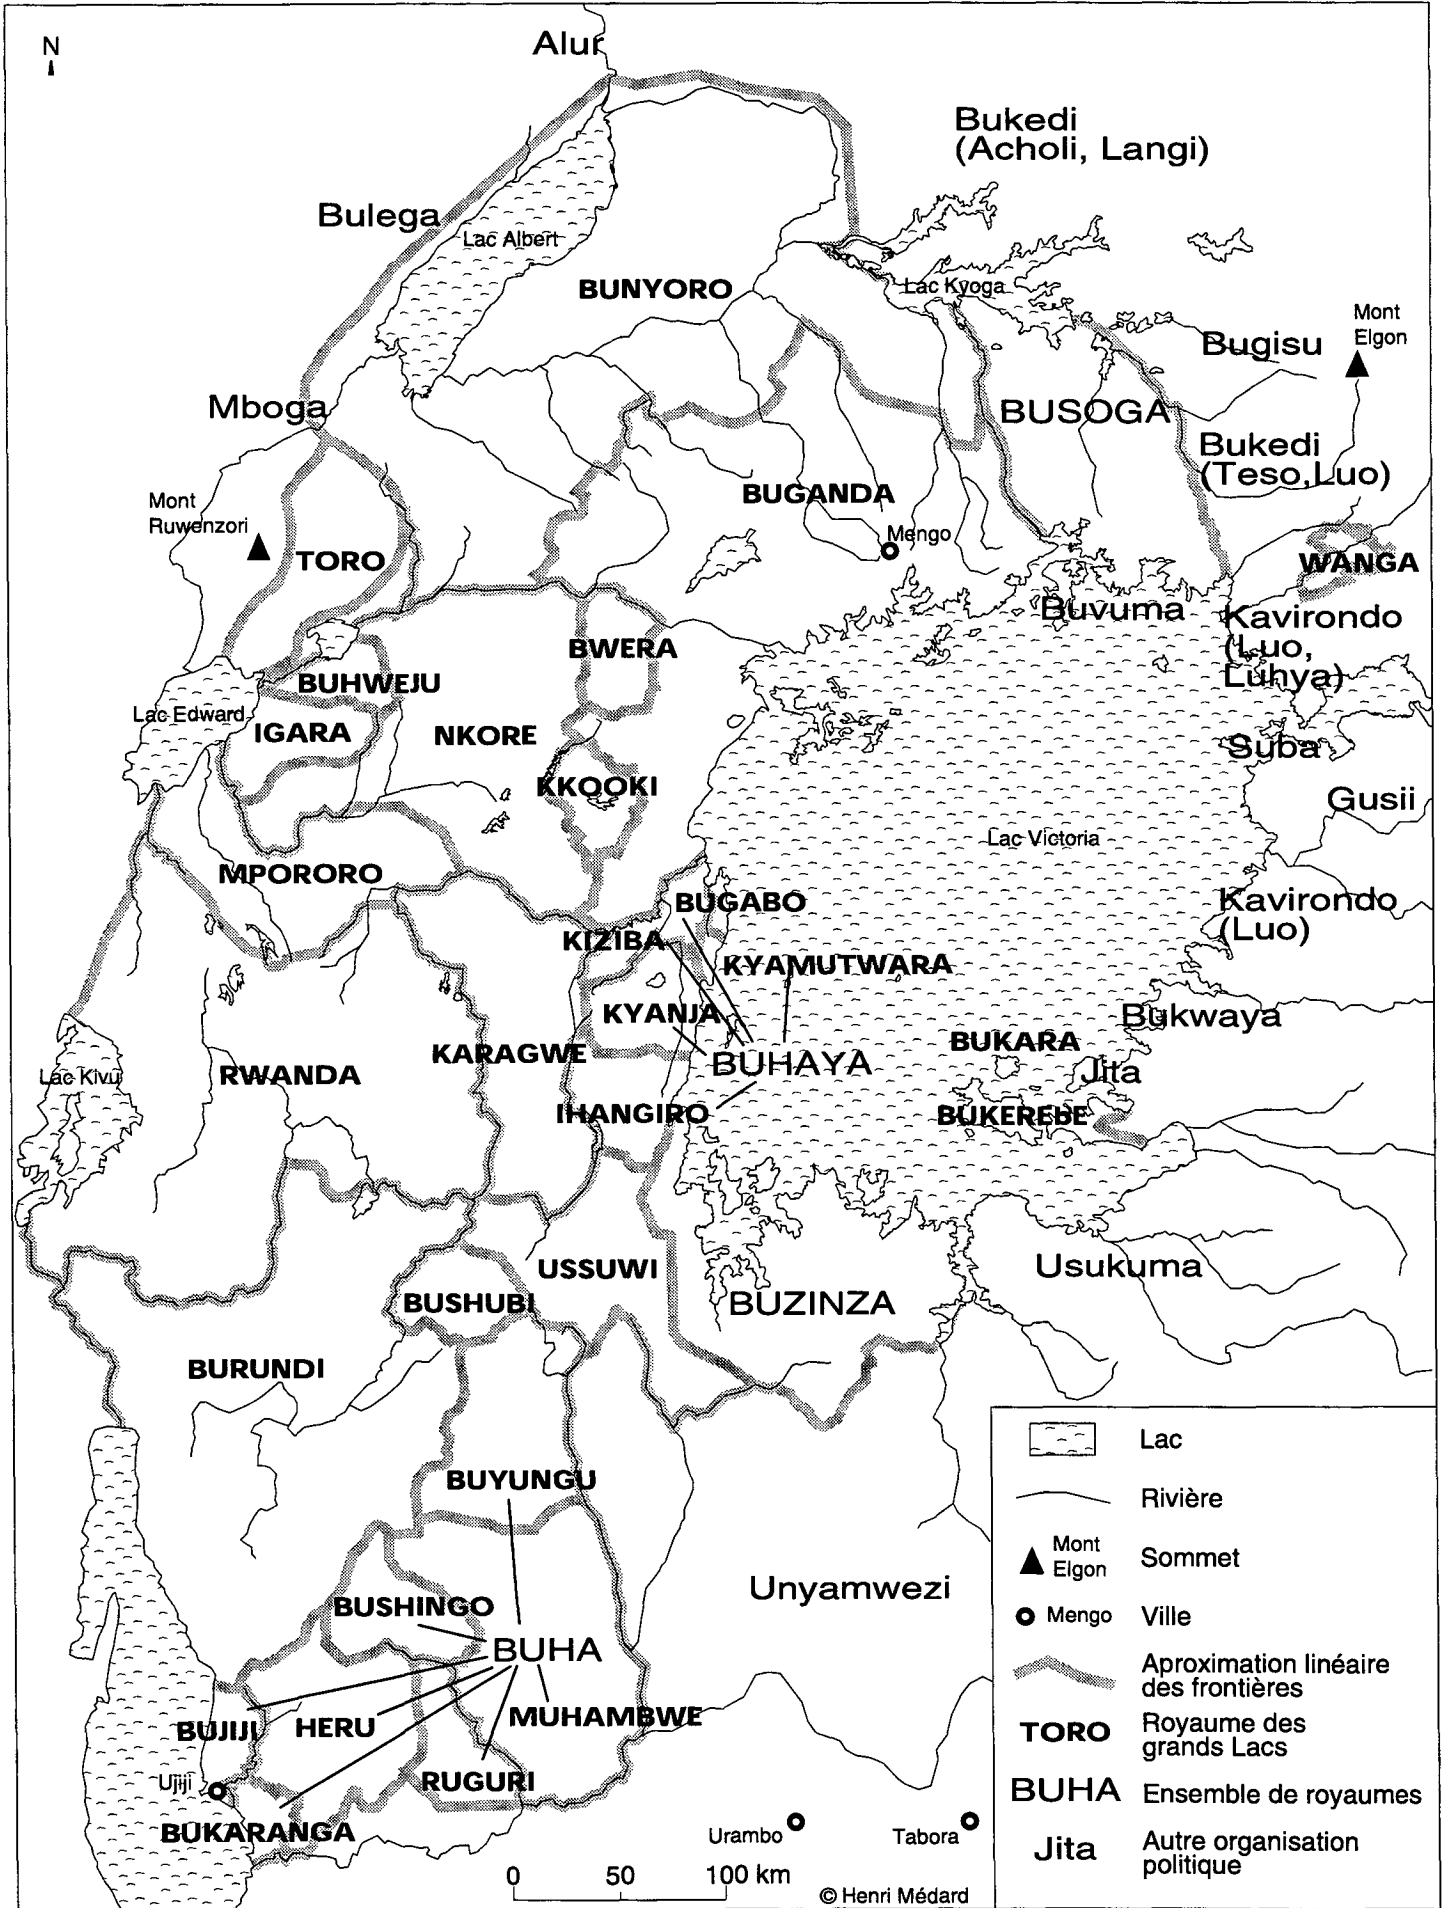 N
Alur
Bukedi
(Acholi, Langi)
Bulega
Lac Albert
BUNYORO
Lac Kyoga
Mont
Elgon
Bugisu
Mboga
BUSOGA
Bukedi
(Teso,Luo)
Mont
Ruwenzori
BUGANDA
Mengo
TORO
WANGA
Buvuma
Kavirondo
(Luo,
Luhya)
BWERA
BUHWEJU
Lac Edward
IGARA
NKORE
Suba
KKOOKI
Gusii
Lac Victoria
MPORORO
BUGABO
Kavirondo
(Luo)
KIZIBA
KYAMUTWARA
KYANJA
Bukwaya
BUKARA
KARAGWE
BUHAYA
Jita
Lac Kivu
RWANDA
IHANGIRO
BUKEREBE
USSUWI
Usukuma
BUSHUBI
BUZINZA
BURUNDI
BUYUNGU
Unyamwezi
BUSHINGO
BUHA
BUJIJI
HERU
MUHAMBWE
Ujiji
RUGURI
BUKARANGA
Urambo
Tabora
0 50 100 km
© Henri Médard
Lac
Rivière
Mont
Elgon
Sommet
Mengo
Ville
Aproximation linéaire
des frontières
TORO
Royaume des
grands Lacs
BUHA
Ensemble de royaumes
Jita
Autre organisation
politique